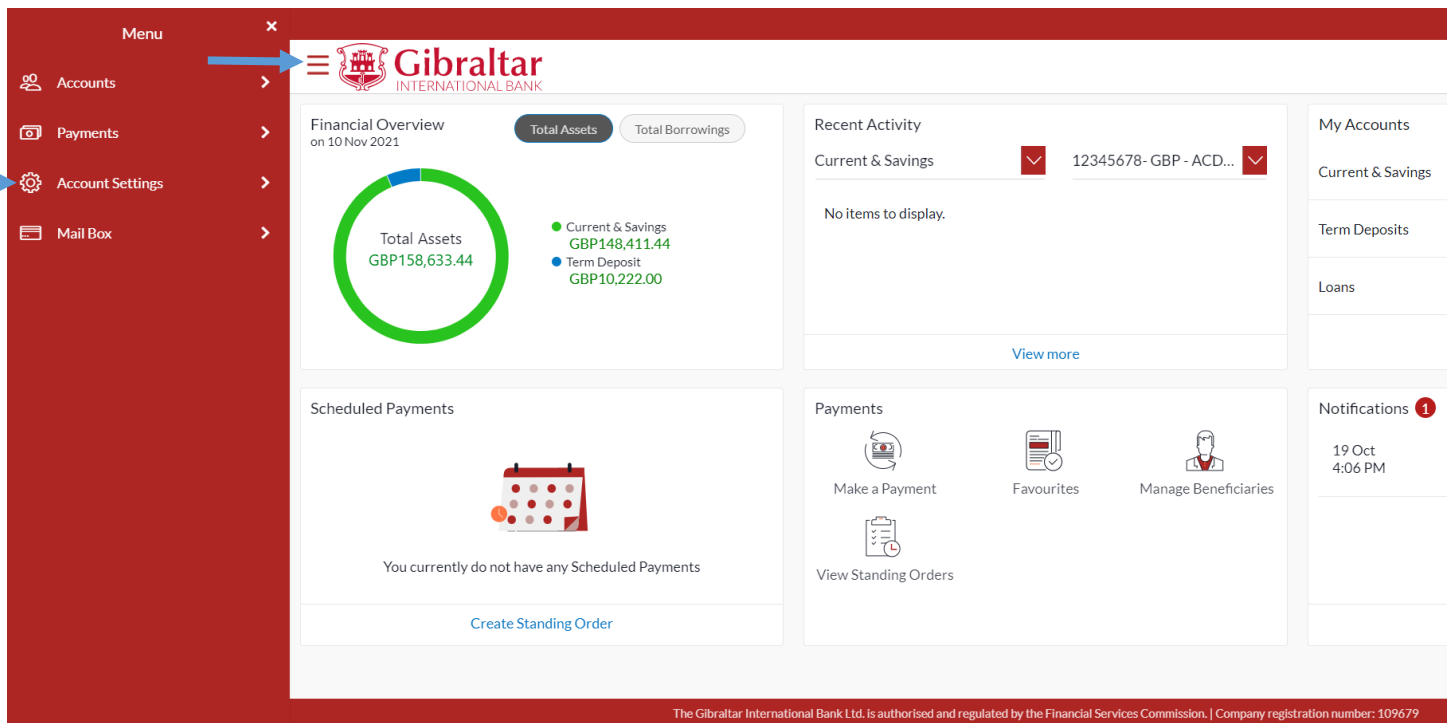 Menu
Accounts
Payments
Account Settings
Mail Box
Gibraltar
INTERNATIONAL BANK
Financial Overview
on 10 Nov 2021
Total Assets
Total Borrowings
Total Assets
GBP158,633.44
Current & Savings
GBP148,411.44
Term Deposit
GBP10,222.00
Recent Activity
Current & Savings
12345678- GBP - ACD...
No items to display.
View more
My Accounts
Current & Savings
Term Deposits
Loans
Scheduled Payments
You currently do not have any Scheduled Payments
Create Standing Order
Payments
Make a Payment
Favourites
Manage Beneficiaries
View Standing Orders
Notifications 1
19 Oct
4:06 PM
The Gibraltar International Bank Ltd. is authorised and regulated by the Financial Services Commission. | Company registration number: 109679